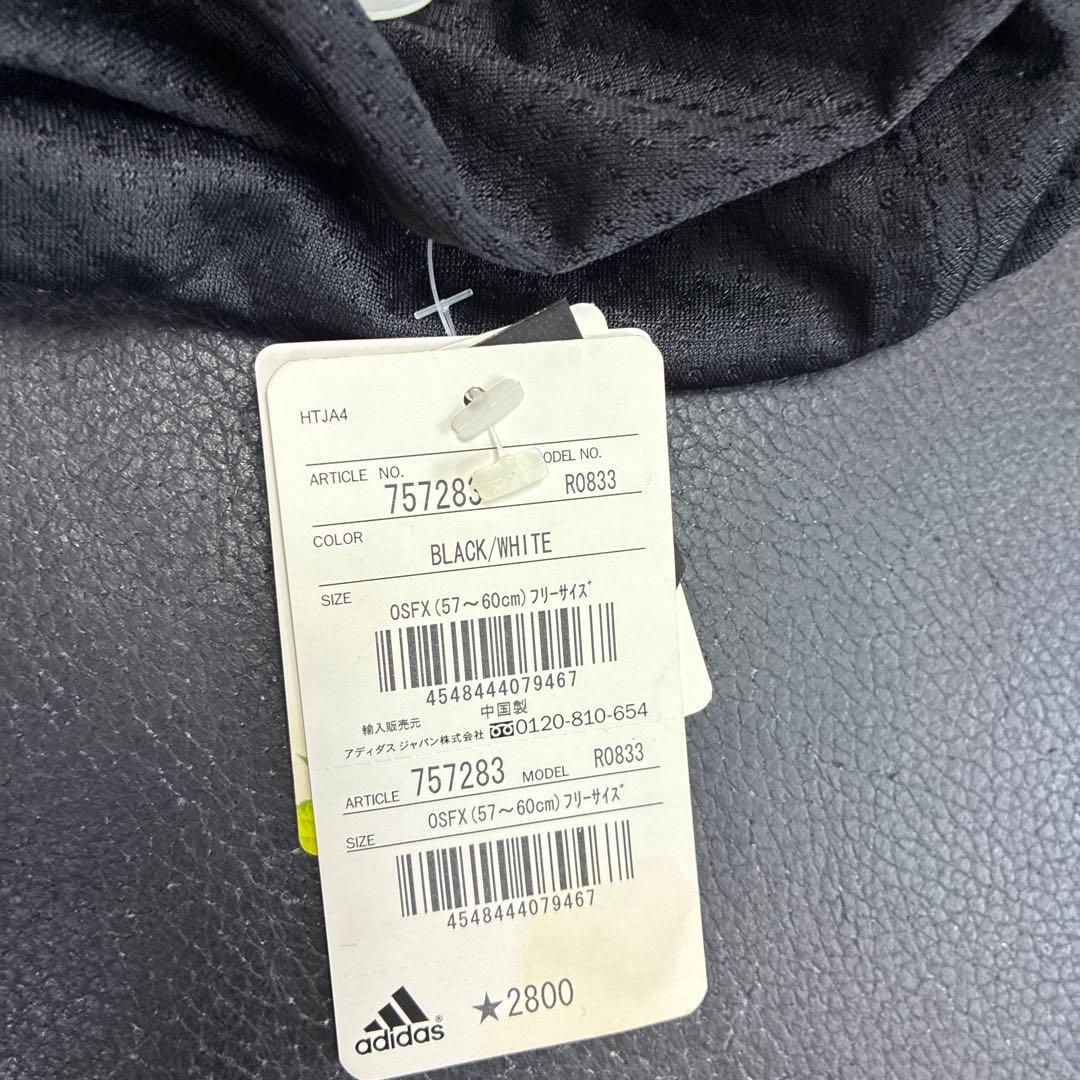 HTJA4
ARTICLE NO.
ODEL NO.
757283
R0833
COLOR
BLACK/WHITE
SIZE
OSFX(57～60cm)フリーサイズ
4548444079467
中国製
輸入販売元
アディダス ジャパン株式会社 0120-810-654
ARTICLE 757283 MODEL R0833
SIZE OSFX(57～60cm)フリーサイズ
4548444079467
adidas® ★2800